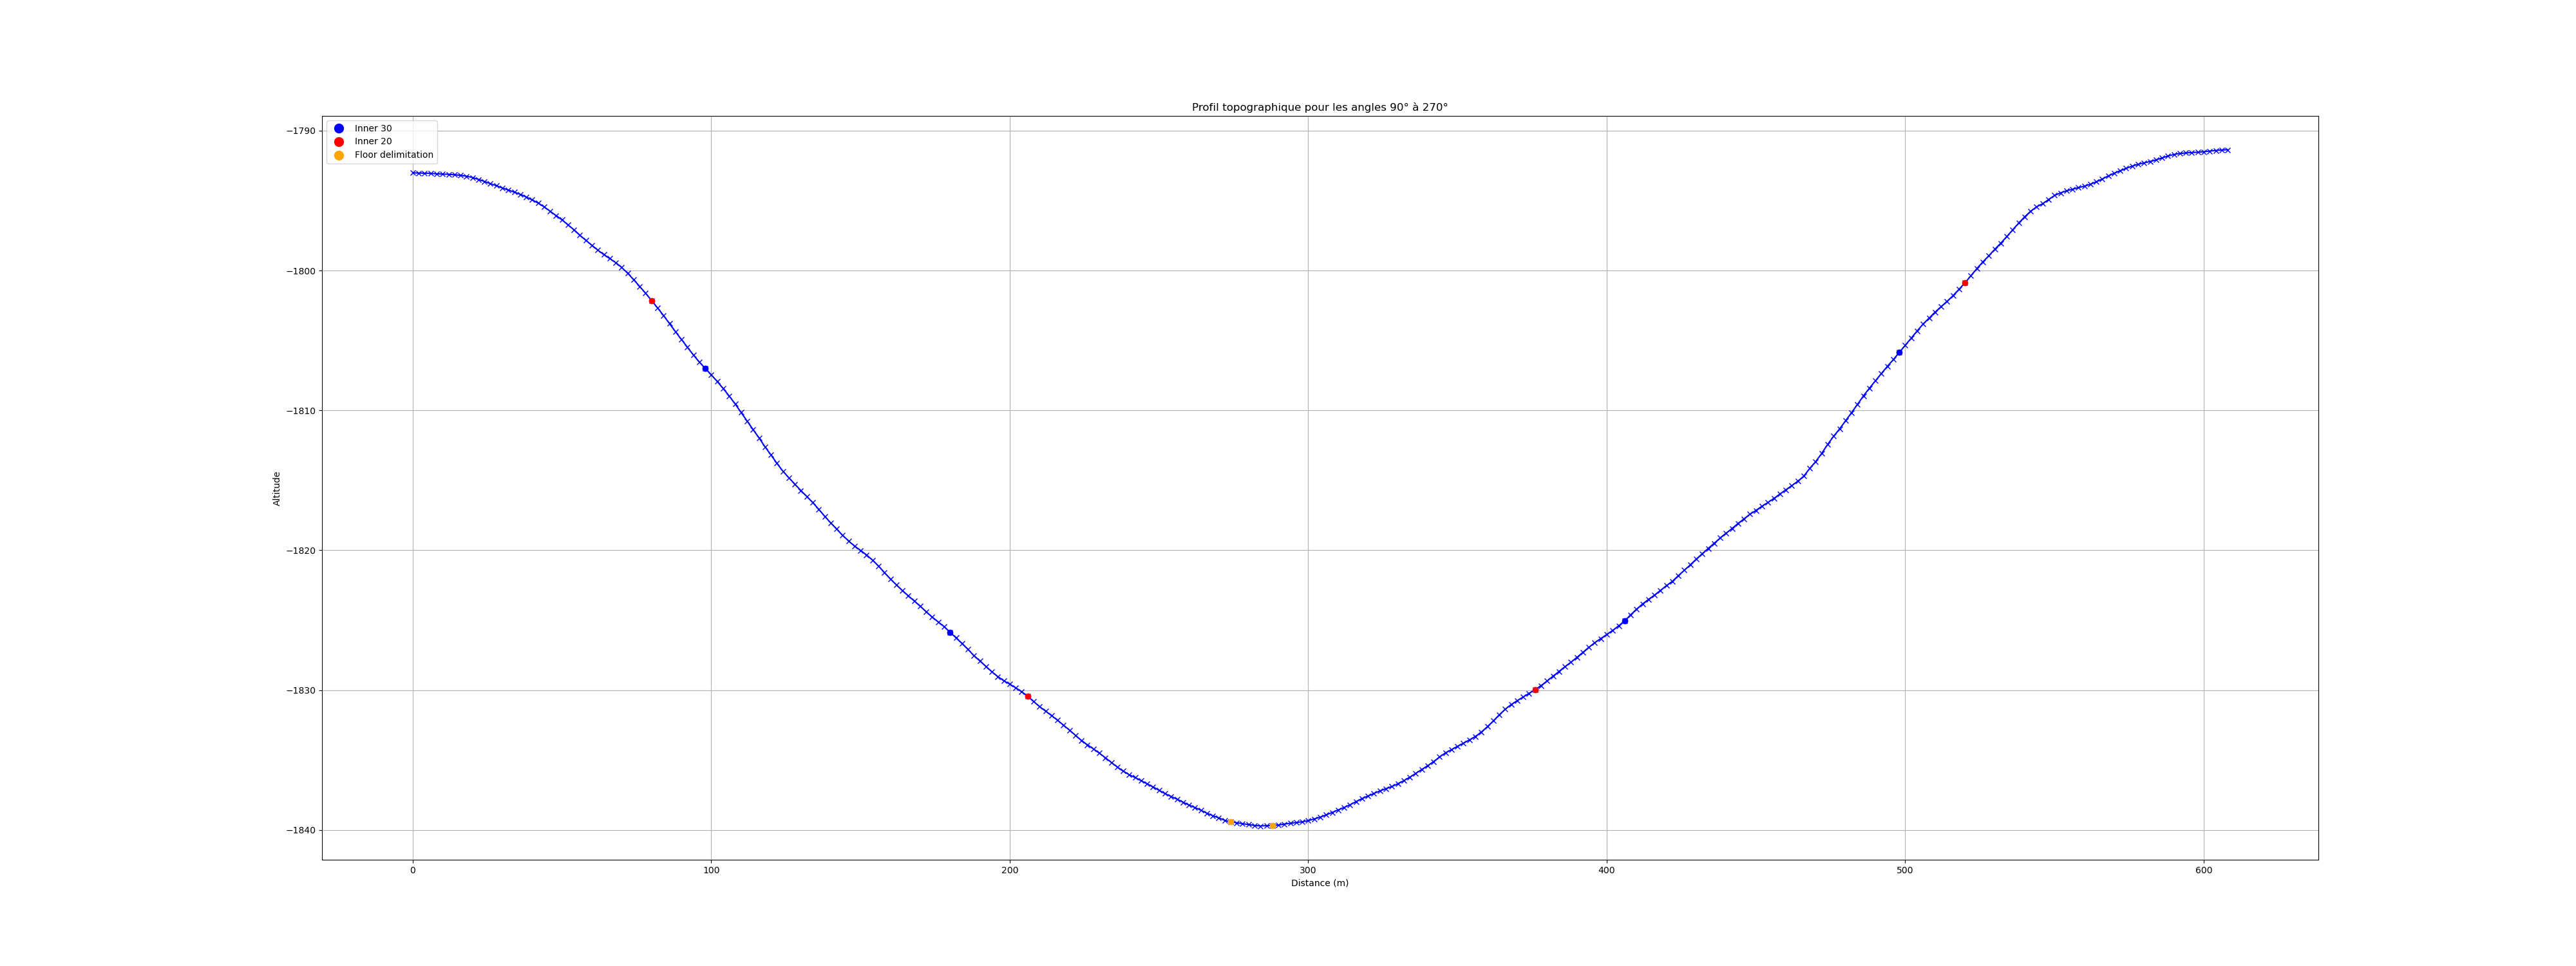 Profil topographique pour les angles 90° à 270°
Inner 30
Inner 20
Floor delimitation
−1790
−1800
−1810
−1820
−1830
−1840
Altitude
0
100
200
300
400
500
600
Distance (m)